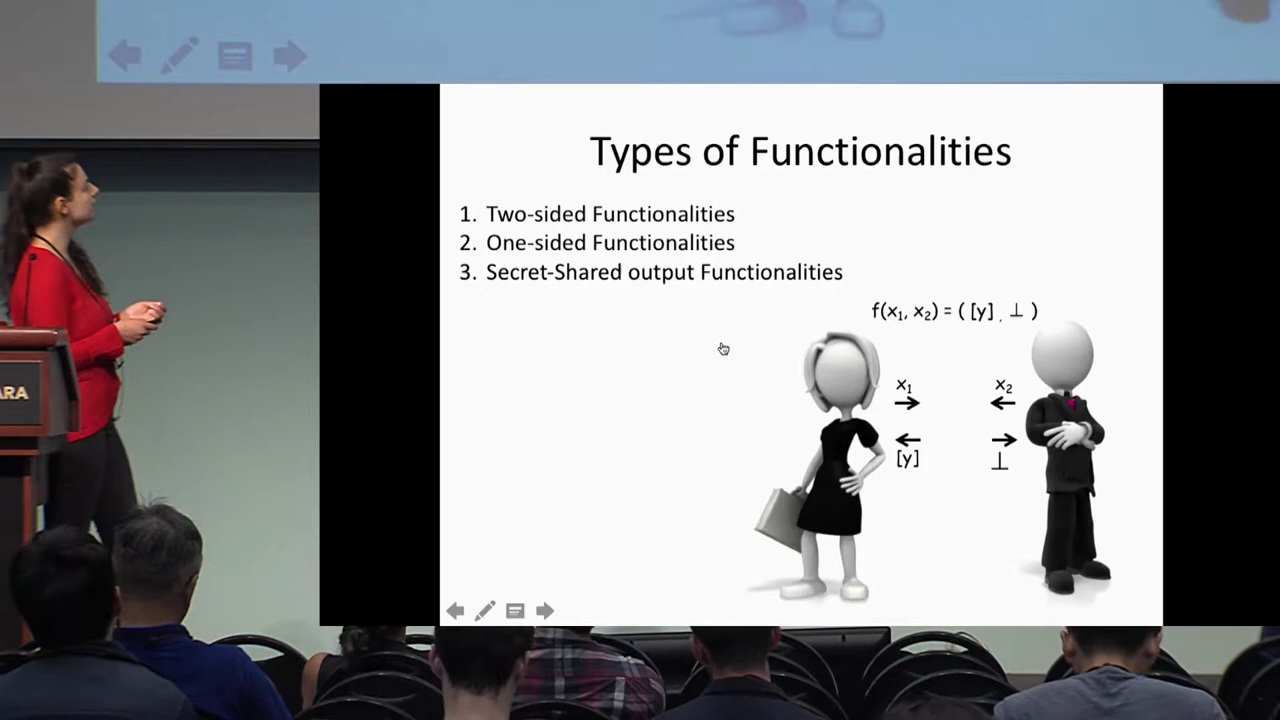 Types of Functionalities
1. Two-sided Functionalities
2. One-sided Functionalities
3. Secret-Shared output Functionalities
f(x₁, x₂) = ( [y] , ⊥ )
x₁ x₂
[y] ⊥
ARA